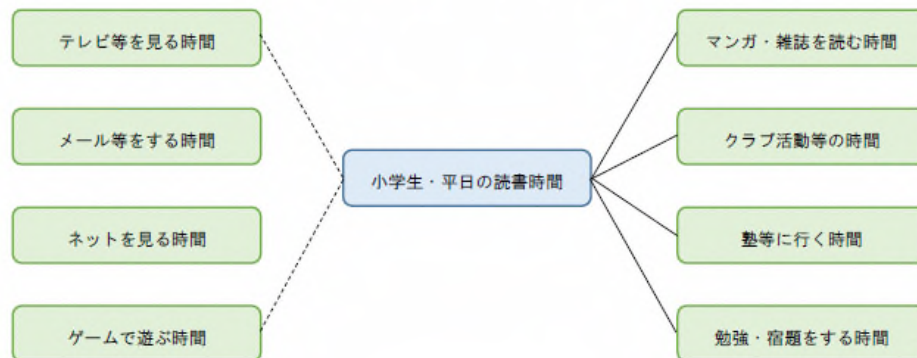 テレビ等を見る時間
メール等をする時間
ネットを見る時間
ゲームで遊ぶ時間
小学生・平日の読書時間
マンガ・雑誌を読む時間
クラブ活動等の時間
塾等に行く時間
勉強・宿題をする時間